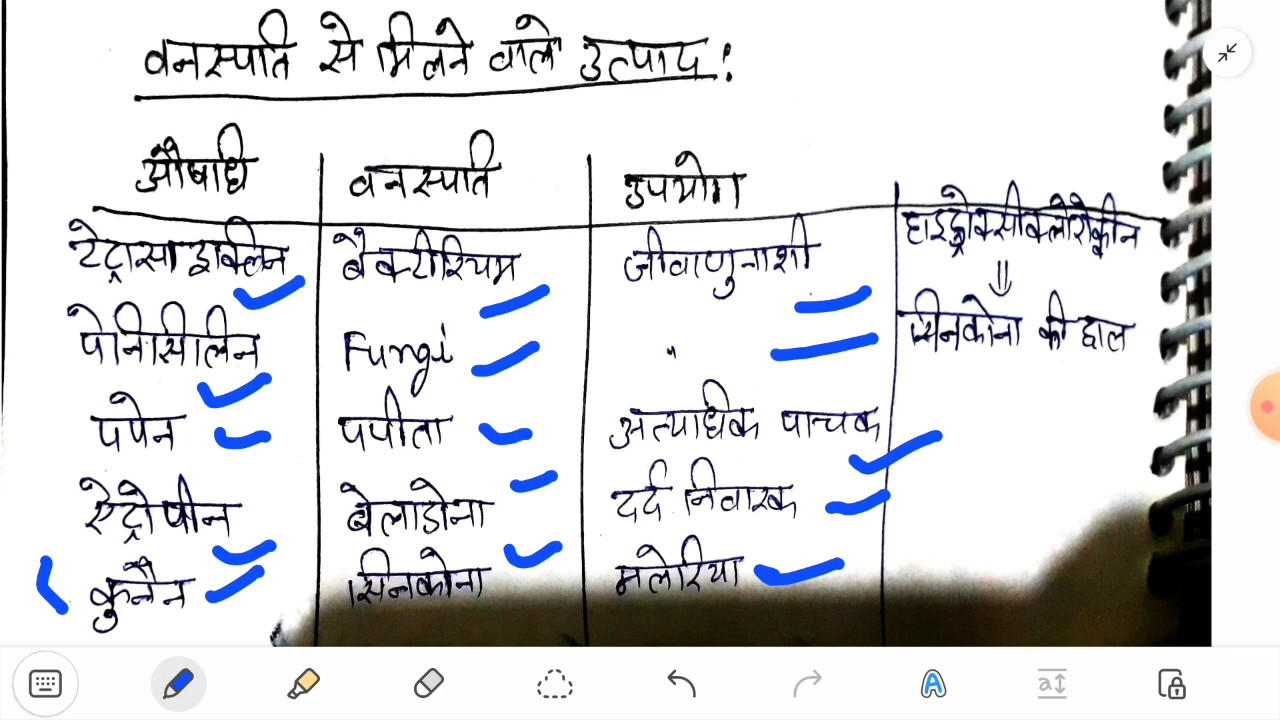 वनस्पति से मिलने वाले उत्पाद:
औषधि वनस्पति उपयोग
टेट्रासाइक्लिन बैक्टीरियम जीवाणुनाशी
पेनिसीलिन Fungi "
पपेन पपीता अत्याधिक पाचक
ऐट्रोपीन बेलाडोना दर्द निवारक
कुनैन सिनकोना मलेरिया
हाइड्रोक्सीक्लोरोक्वीन
⇓
सिनकोना की छाल
A
a